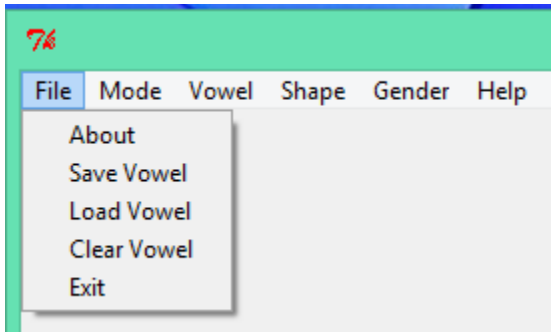 Tk
File Mode Vowel Shape Gender Help
About
Save Vowel
Load Vowel
Clear Vowel
Exit